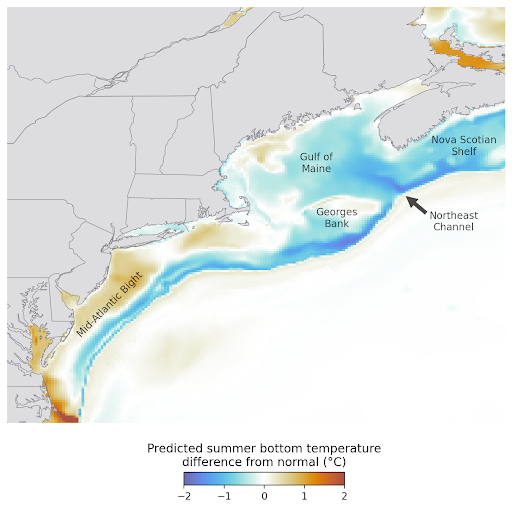 Nova Scotian
Shelf
Gulf of
Maine
Georges
Bank
Northeast
Channel
Mid-Atlantic Bight
Predicted summer bottom temperature
difference from normal (°C)
−2 −1 0 1 2